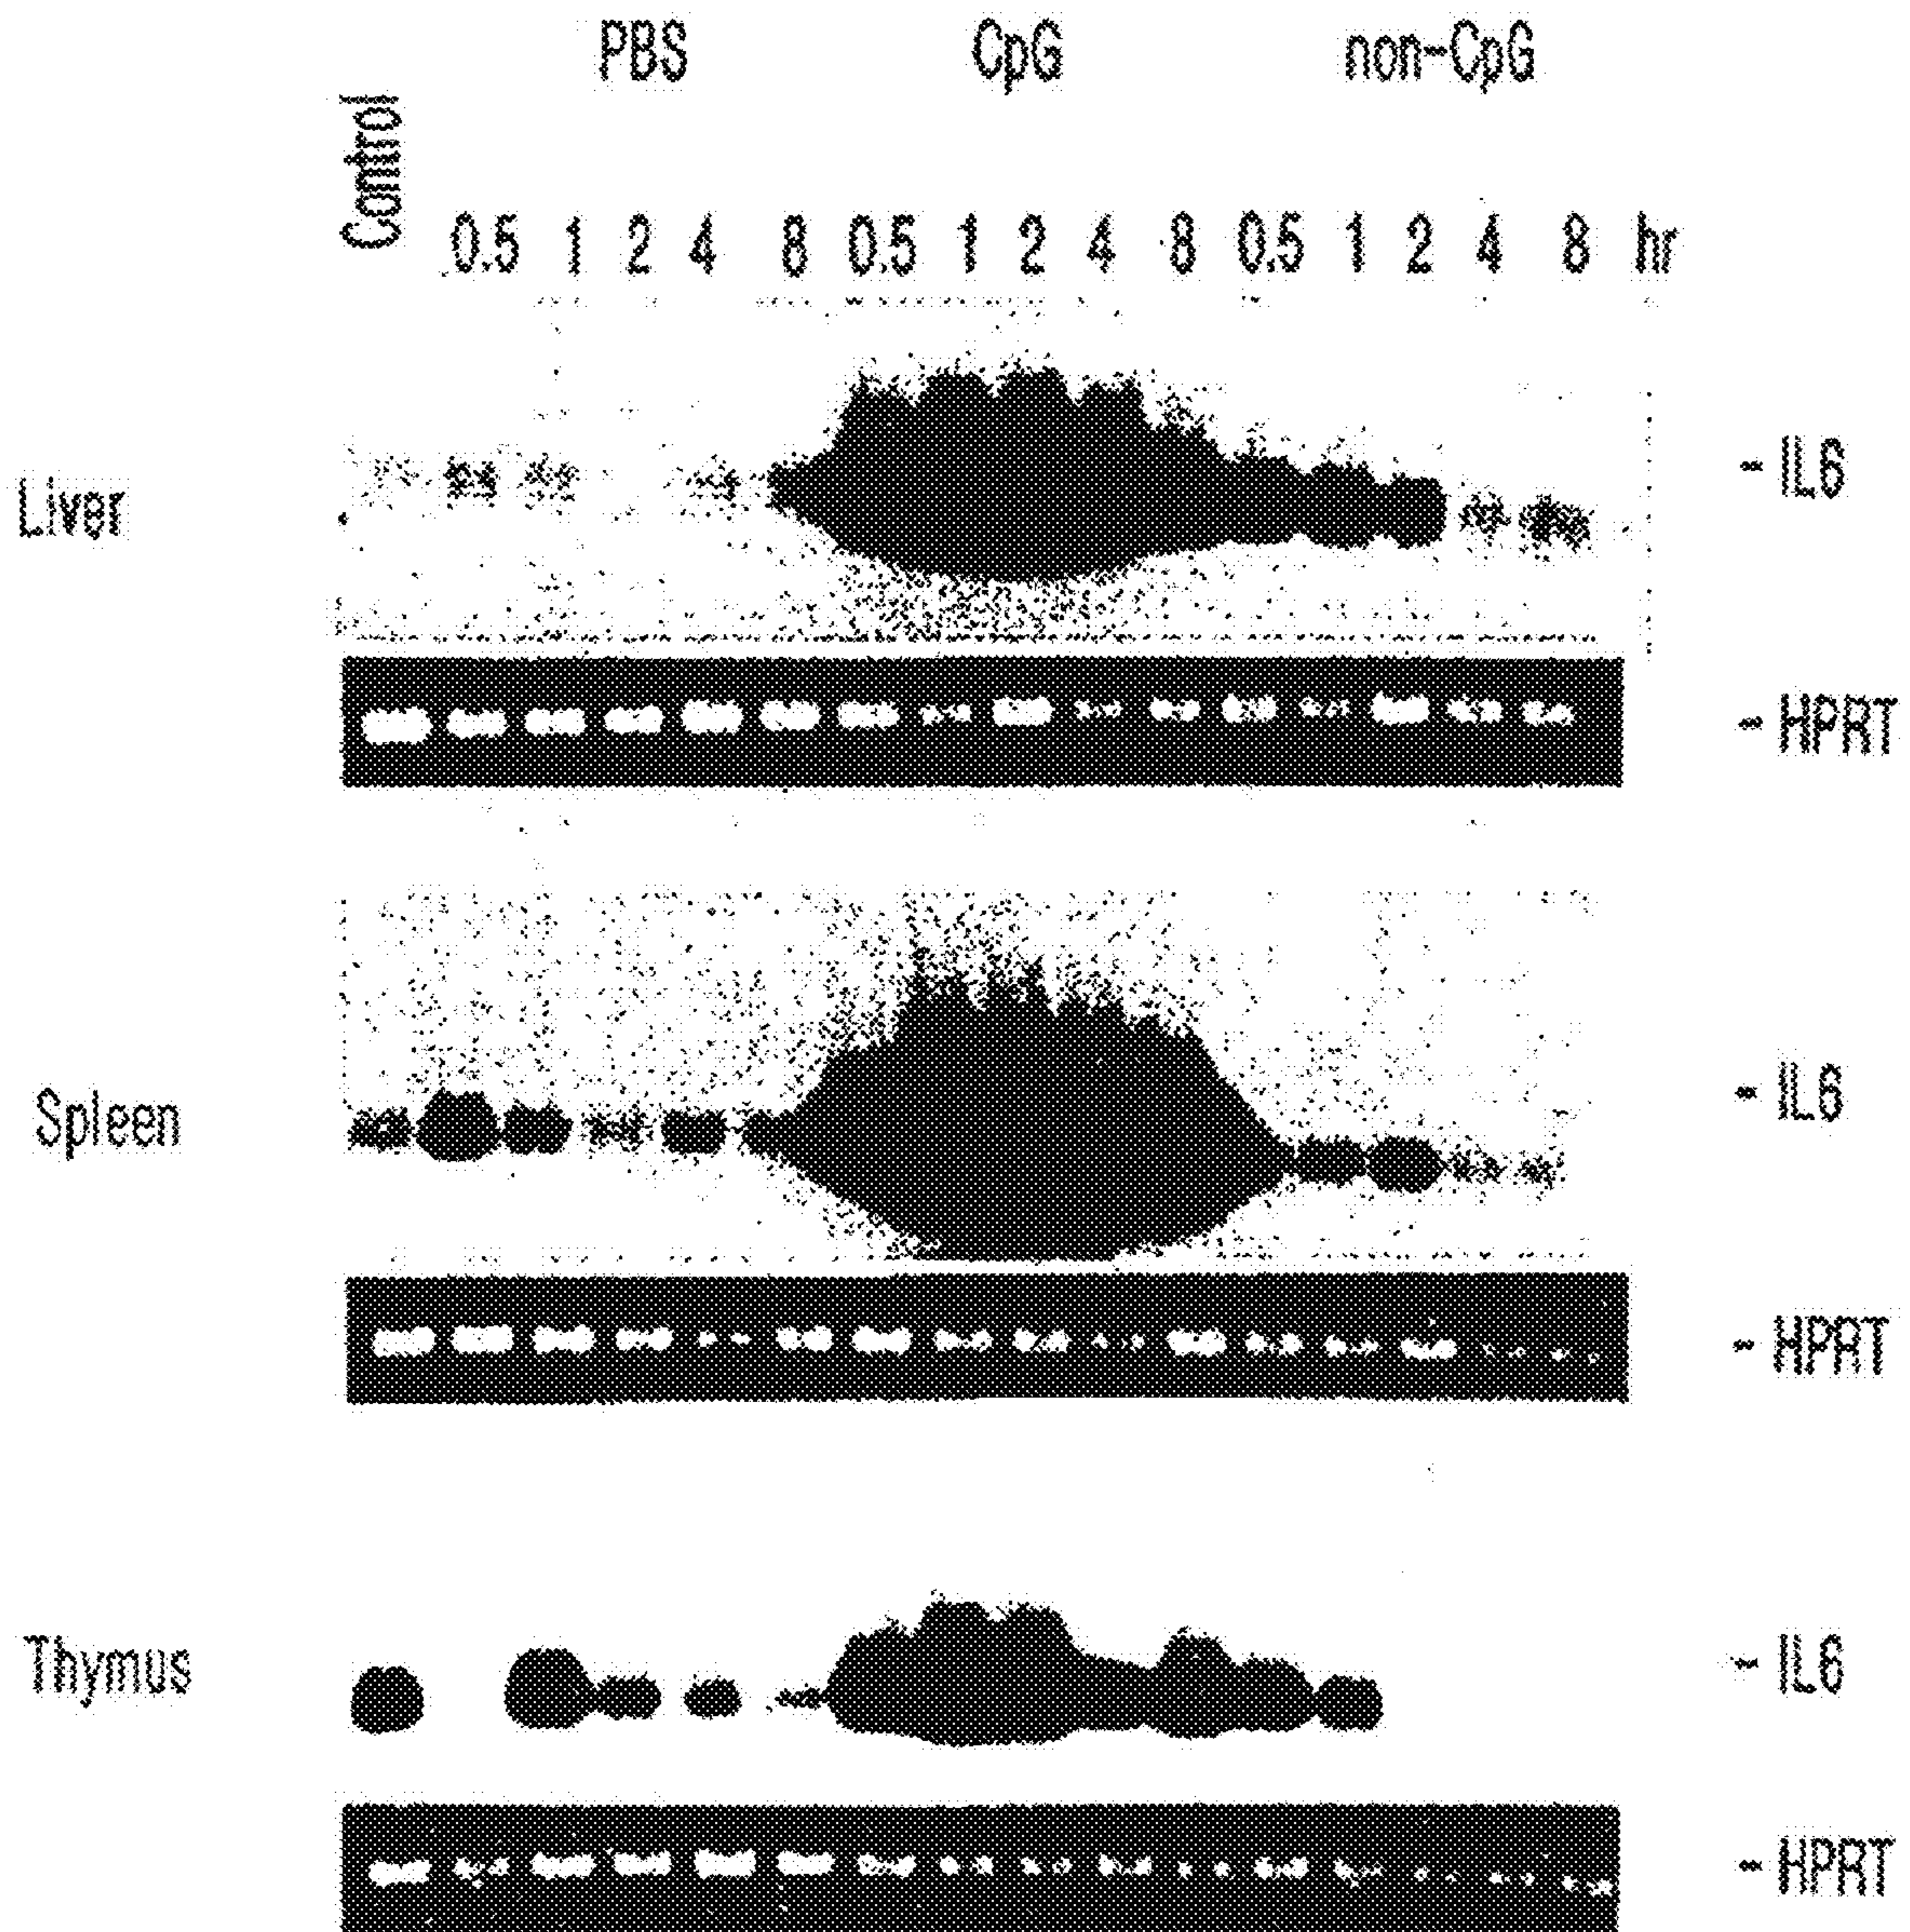 PBS CpG non-CpG
Control
0.5 1 2 4 8 0.5 1 2 4 8 0.5 1 2 4 8 hr
Liver
- IL6
- HPRT
Spleen
- IL6
- HPRT
Thymus
- IL6
- HPRT